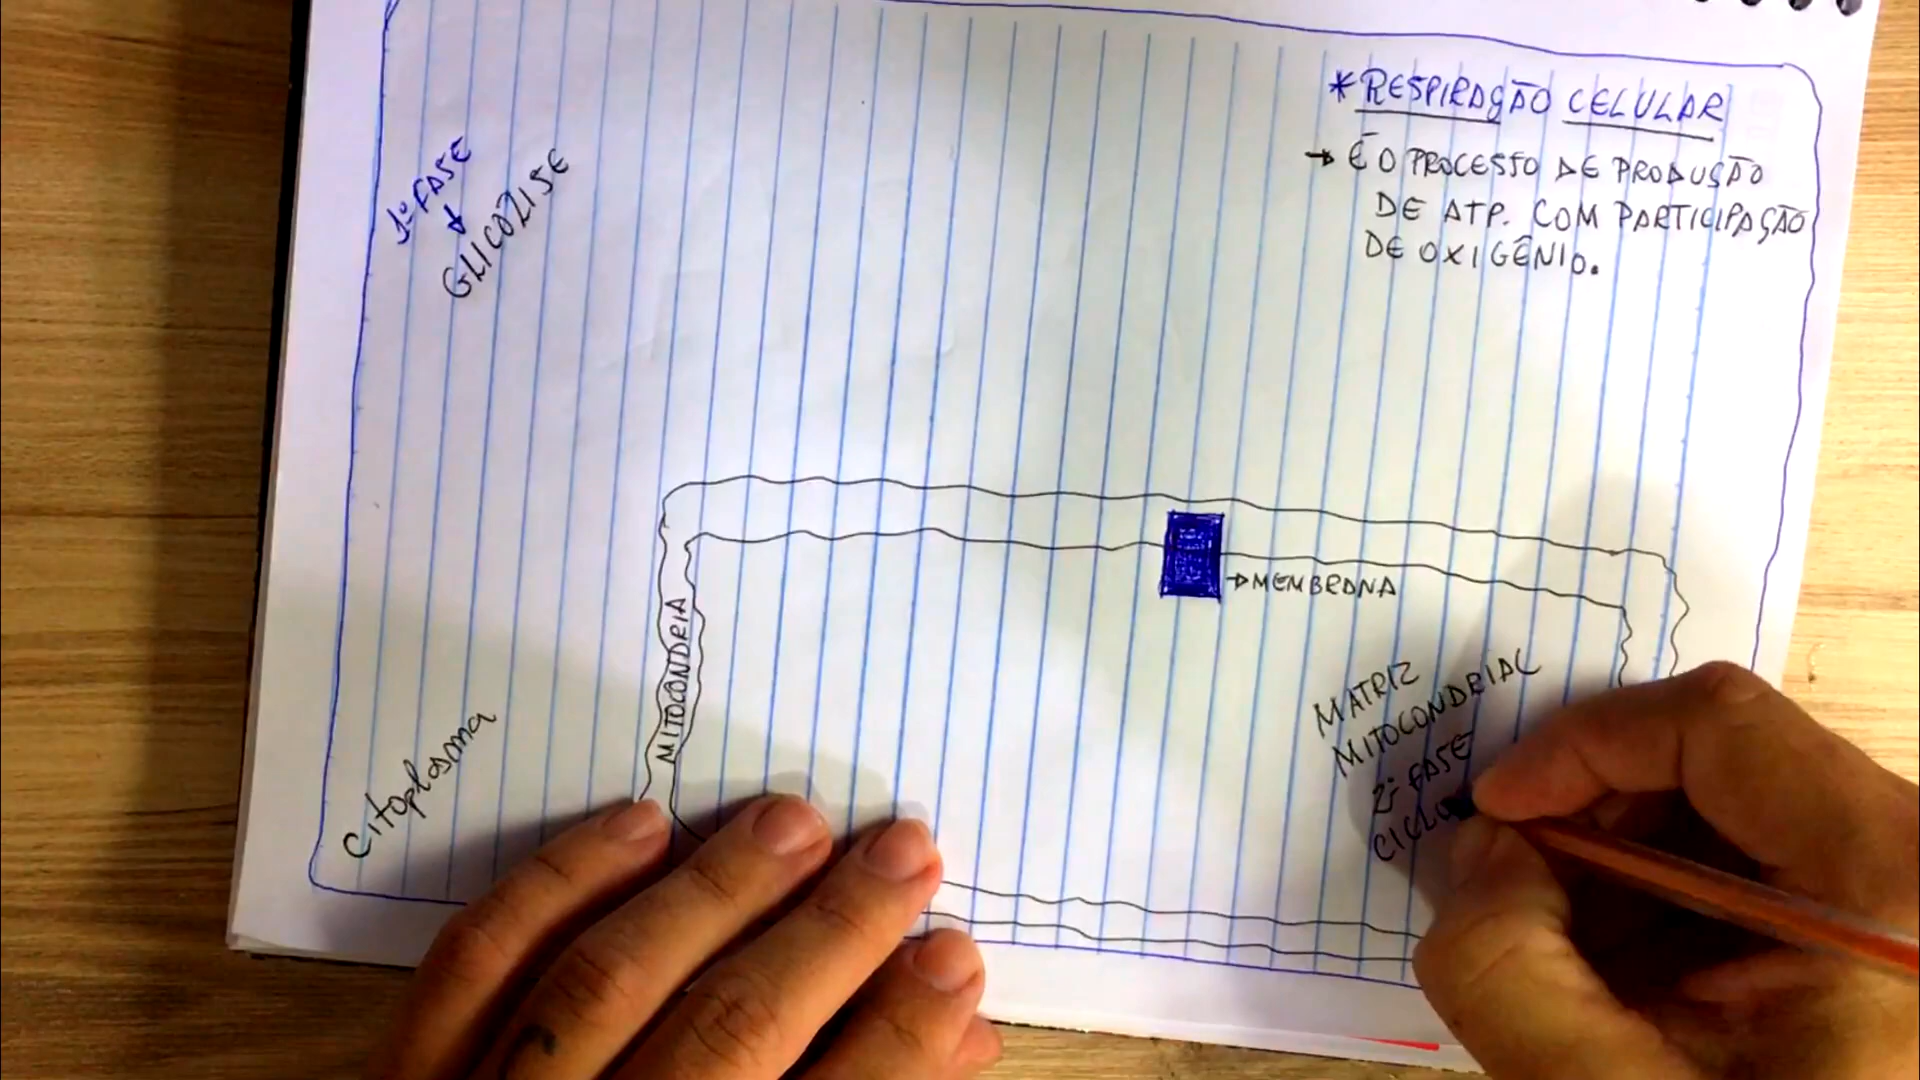 * RESPIRAÇÃO CELULAR
→ É O PROCESSO DE PRODUÇÃO
DE ATP. COM PARTICIPAÇÃO
DE OXIGÊNIO.
1ª FASE
↓
GLICOLISE
MITOCONDRIA
→ MEMBRANA
Citoplasma
MATRIZ
MITOCONDRIAL
2ª FASE
CICLO